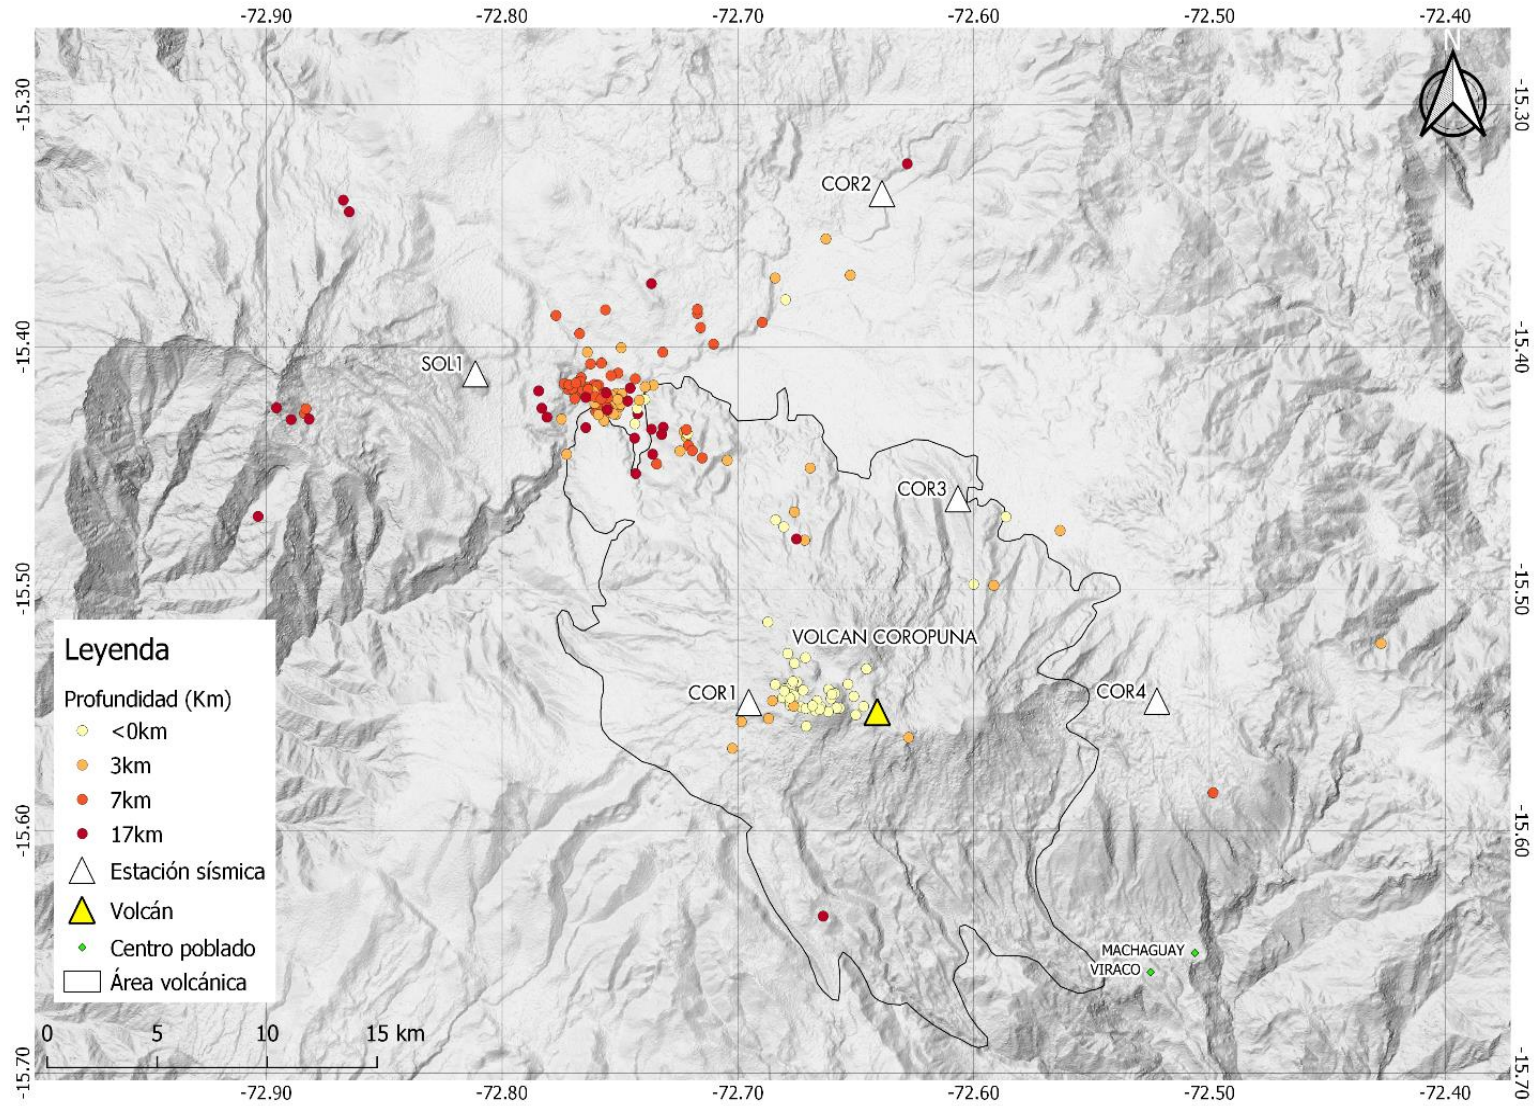 -72.90 -72.80 -72.70 -72.60 -72.50 -72.40
N
-15.30 -15.30
COR2
-15.40 -15.40
SOL1
COR3
-15.50 -15.50
VOLCAN COROPUNA
COR1
COR4
Leyenda
Profundidad (Km)
<0km
3km
7km
17km
Estación sísmica
Volcán
Centro poblado
Área volcánica
-15.60 -15.60
MACHAGUAY
VIRACO
0 5 10 15 km
-15.70 -15.70
-72.90 -72.80 -72.70 -72.60 -72.50 -72.40